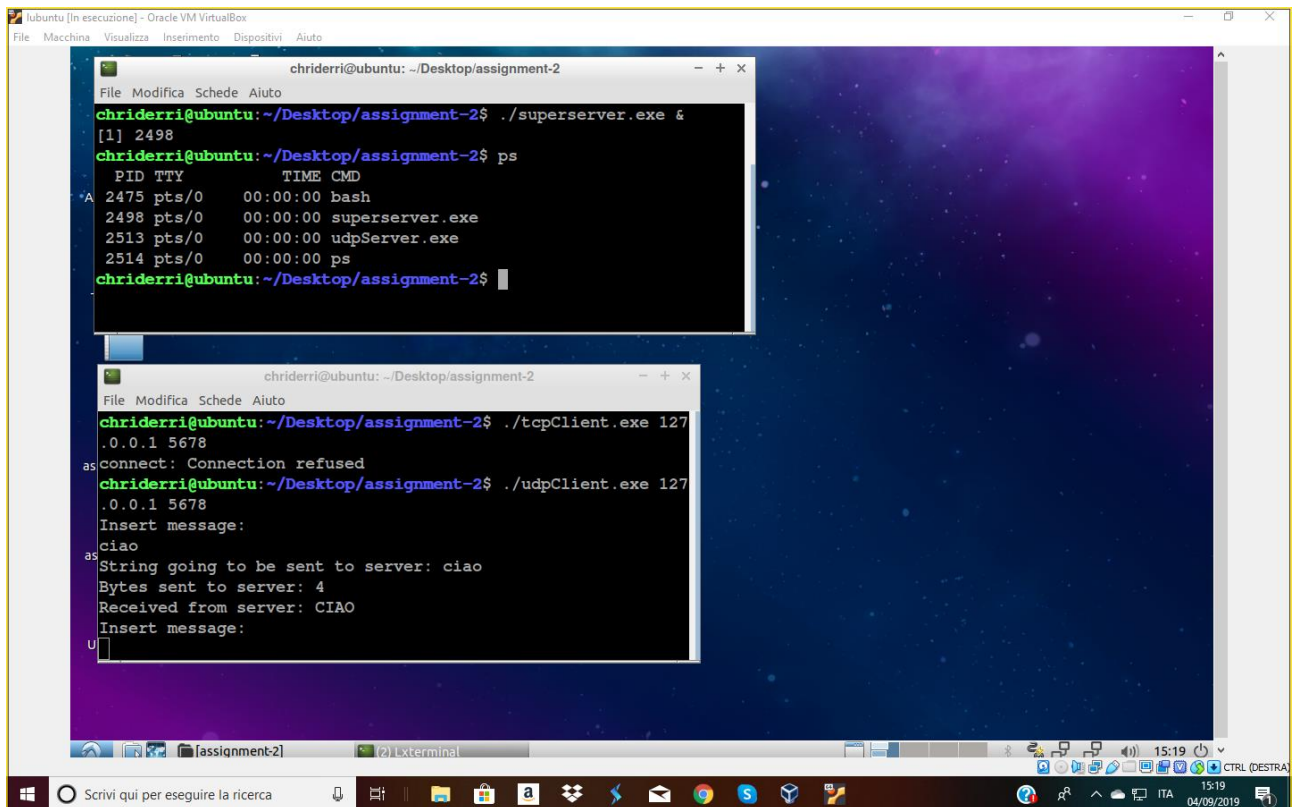 lubuntu [In esecuzione] - Oracle VM VirtualBox
File Macchina Visualizza Inserimento Dispositivi Aiuto
chriderri@ubuntu: ~/Desktop/assignment-2
File Modifica Schede Aiuto
chriderri@ubuntu:~/Desktop/assignment-2$ ./superserver.exe &
[1] 2498
chriderri@ubuntu:~/Desktop/assignment-2$ ps
PID TTY TIME CMD
2475 pts/0 00:00:00 bash
2498 pts/0 00:00:00 superserver.exe
2513 pts/0 00:00:00 udpServer.exe
2514 pts/0 00:00:00 ps
chriderri@ubuntu:~/Desktop/assignment-2$
A
chriderri@ubuntu: ~/Desktop/assignment-2
File Modifica Schede Aiuto
chriderri@ubuntu:~/Desktop/assignment-2$ ./tcpClient.exe 127
.0.0.1 5678
connect: Connection refused
chriderri@ubuntu:~/Desktop/assignment-2$ ./udpClient.exe 127
.0.0.1 5678
Insert message:
ciao
String going to be sent to server: ciao
Bytes sent to server: 4
Received from server: CIAO
Insert message:
as
as
U
[assignment-2]
(2) Lxterminal
15:19
CTRL (DESTRA)
Scrivi qui per eseguire la ricerca
ITA
15:19
04/09/2019